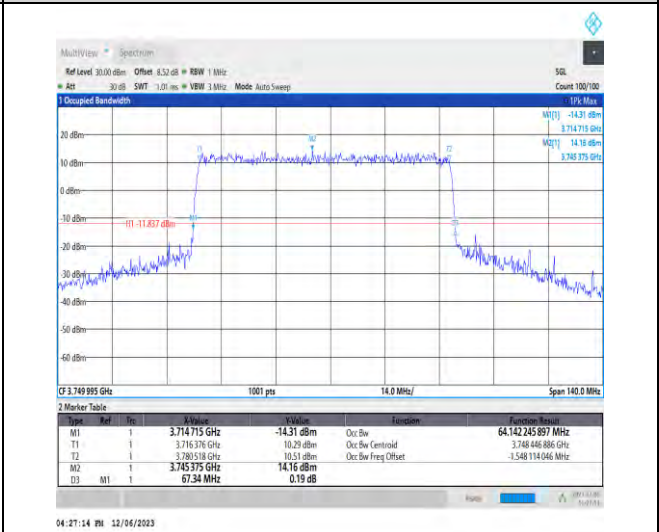 MultiView Spectrum
Ref Level 30.00 dBm Offset 8.52 dB RBW 1 MHz SGL
Att 30 dB SWT 1.01 ms VBW 3 MHz Mode Auto Sweep Count 100/100
1 Occupied Bandwidth 1Pk Max
M1[1] -14.31 dBm
3.714 715 GHz
M2[1] 14.16 dBm
3.745 375 GHz
20 dBm
T1 M2 T2
10 dBm
0 dBm
-10 dBm
H1 -11.837 dBm M1 D3
-20 dBm
-30 dBm
-40 dBm
-50 dBm
-60 dBm
CF 3.749 995 GHz 1001 pts 14.0 MHz/ Span 140.0 MHz
2 Marker Table
Type Ref Trc X-Value Y-Value Function Function Result
M1 1 3.714 715 GHz -14.31 dBm Occ Bw 64.142 245 897 MHz
T1 1 3.716 376 GHz 10.29 dBm Occ Bw Centroid 3.748 446 886 GHz
T2 1 3.780 518 GHz 10.51 dBm Occ Bw Freq Offset -1.548 114 046 MHz
M2 1 3.745 375 GHz 14.16 dBm
D3 M1 1 67.34 MHz 0.19 dB
04:27:14 PM 12/06/2023